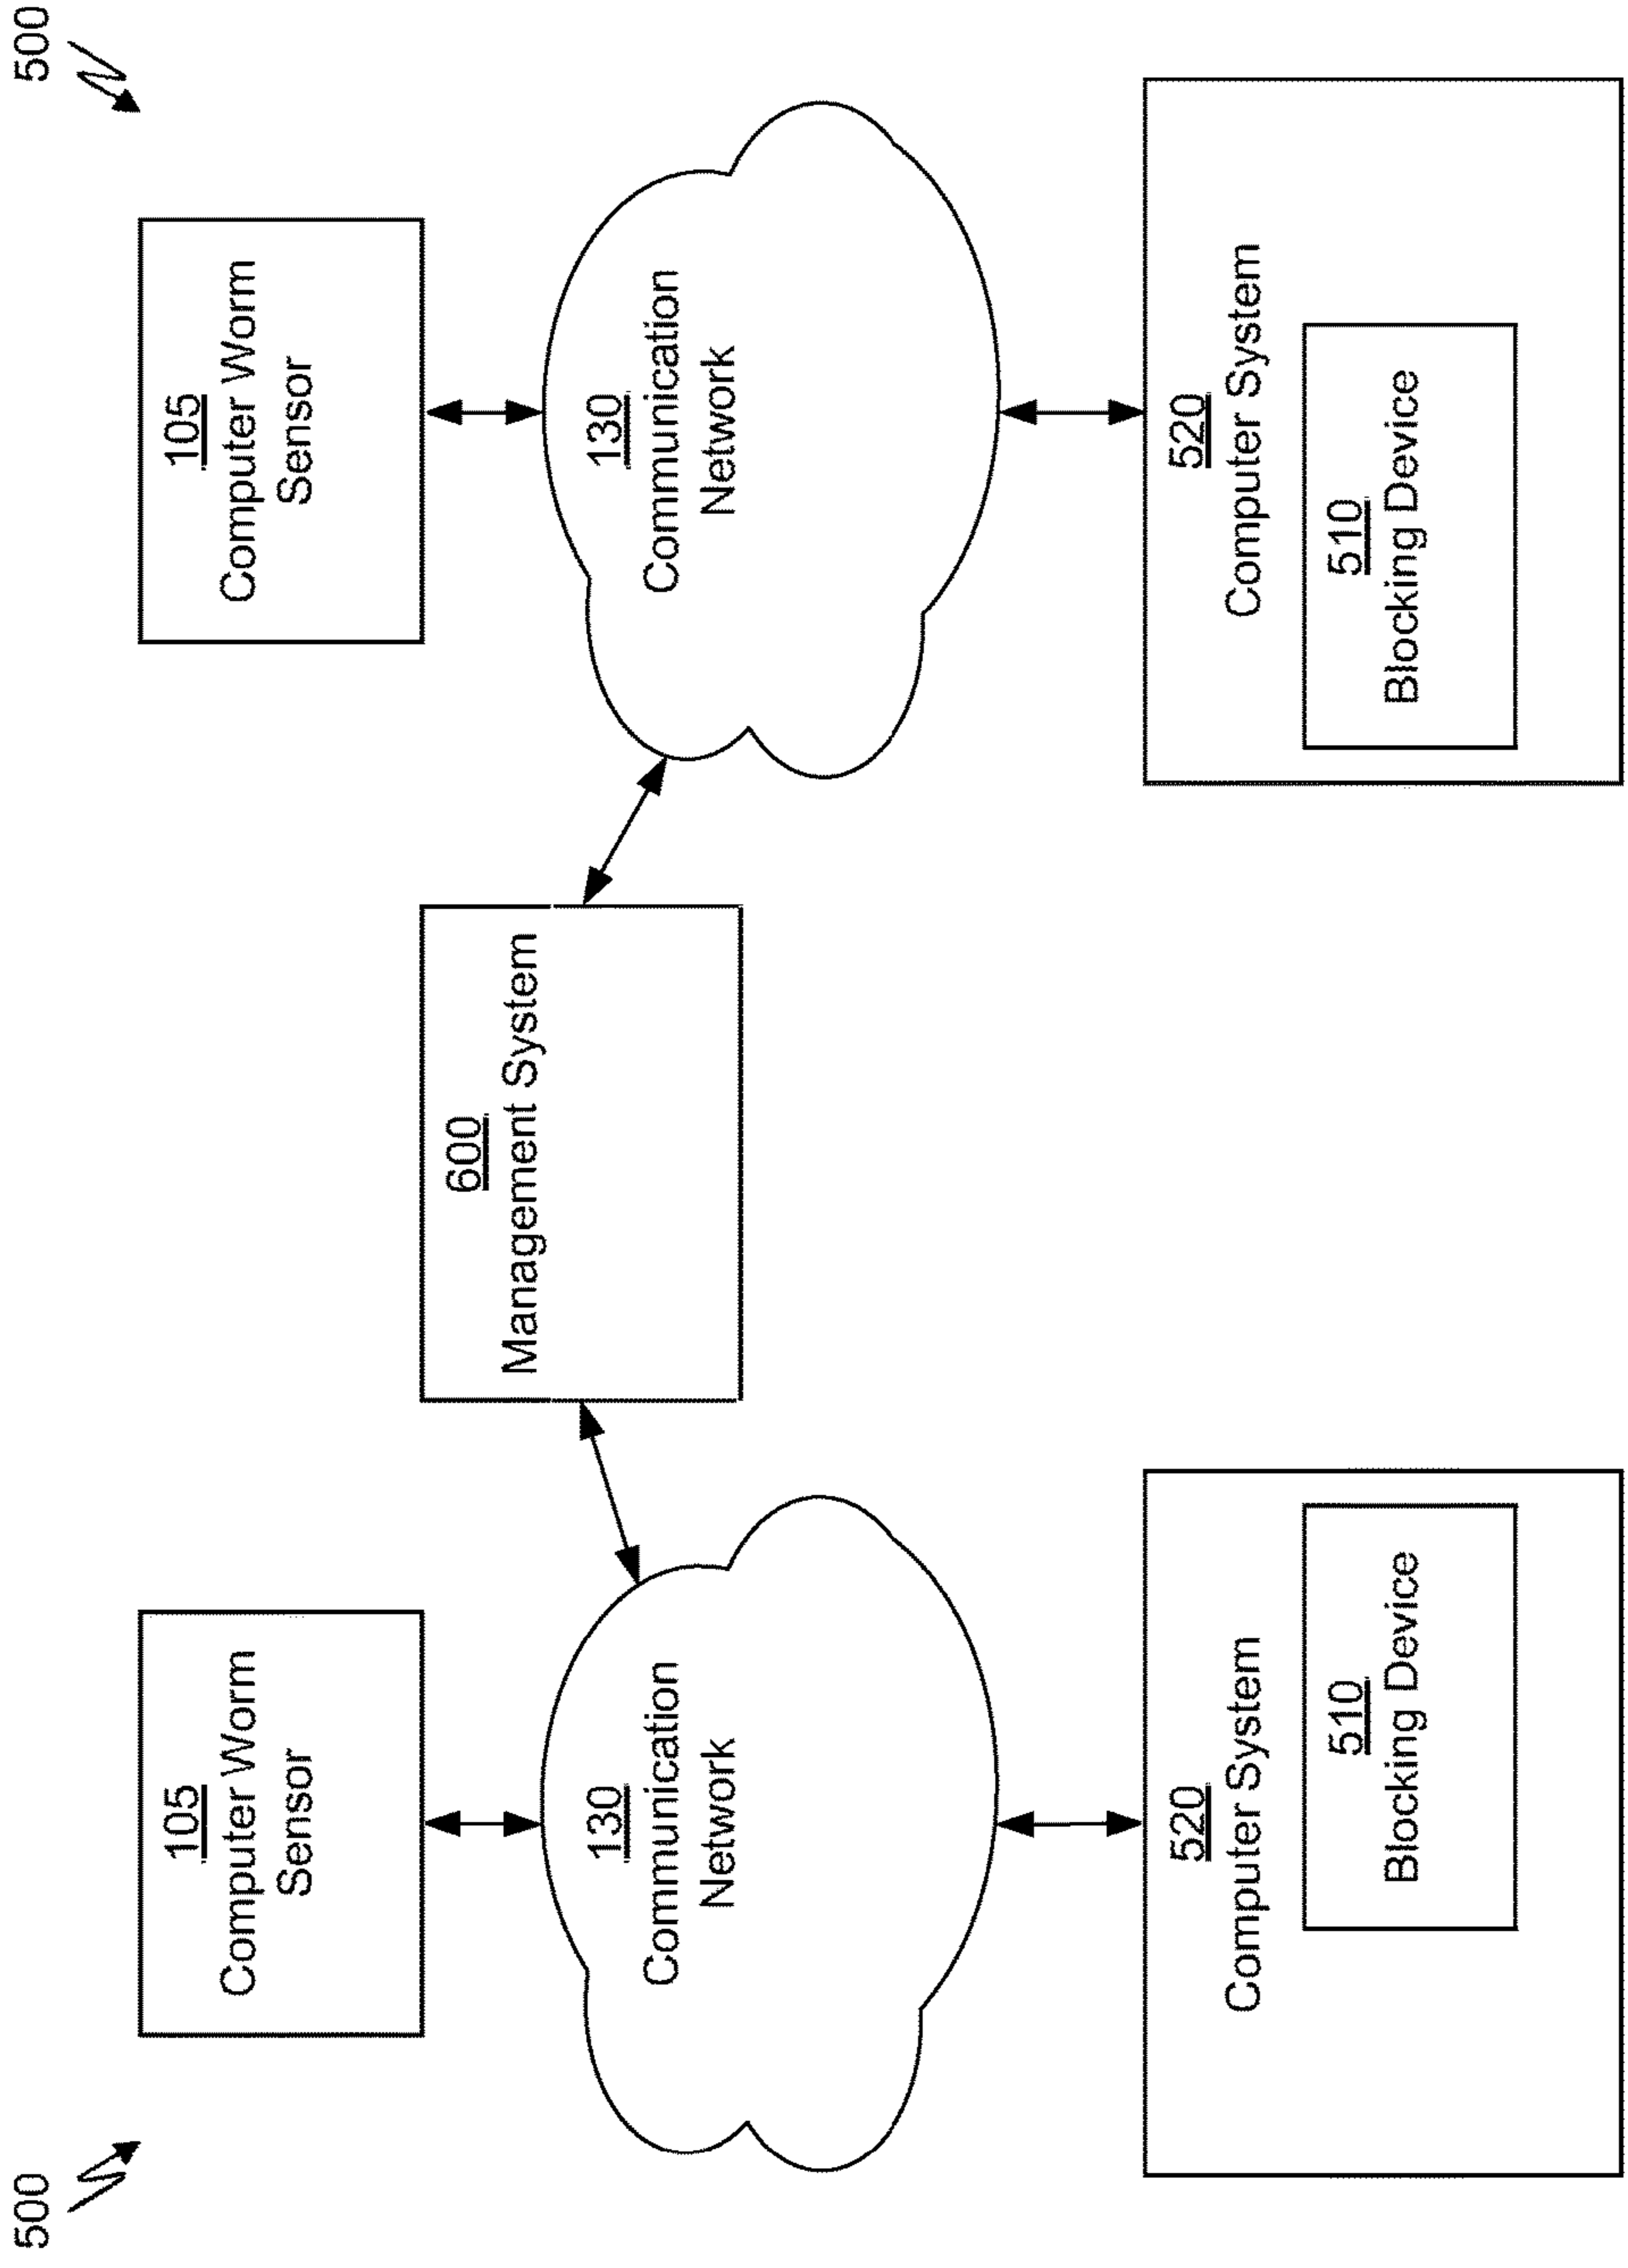 500
500
105
Computer Worm
Sensor
105
Computer Worm
Sensor
600
Management System
130
Communication
Network
130
Communication
Network
520
Computer System
510
Blocking Device
520
Computer System
510
Blocking Device